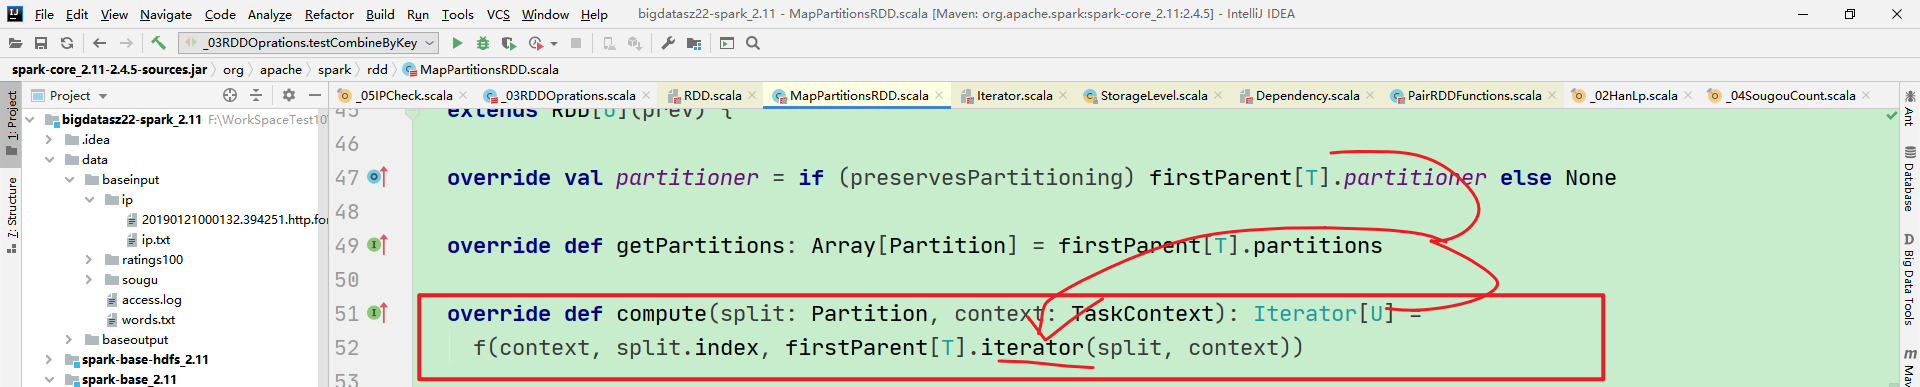 File Edit View Navigate Code Analyze Refactor Build Run Tools VCS Window Help bigdatasz22-spark_2.11 - MapPartitionsRDD.scala [Maven: org.apache.spark:spark-core_2.11:2.4.5] - IntelliJ IDEA
_03RDDOprations.testCombineByKey
spark-core_2.11-2.4.5-sources.jar org apache spark rdd MapPartitionsRDD.scala
Project
_05IPCheck.scala _03RDDOprations.scala RDD.scala MapPartitionsRDD.scala Iterator.scala StorageLevel.scala Dependency.scala PairRDDFunctions.scala _02HanLp.scala _04SougouCount.scala
1: Project
7: Structure
bigdatasz22-spark_2.11 F:\WorkSpaceTest10
.idea
data
baseinput
ip
20190121000132.394251.http.for
ip.txt
ratings100
sougu
access.log
words.txt
baseoutput
spark-base-hdfs_2.11
spark-base_2.11
45 extends RDD[U](prev) {
46
47 override val partitioner = if (preservesPartitioning) firstParent[T].partitioner else None
48
49 override def getPartitions: Array[Partition] = firstParent[T].partitions
50
51 override def compute(split: Partition, context: TaskContext): Iterator[U] =
52 f(context, split.index, firstParent[T].iterator(split, context))
53
Ant
Database
D Big Data Tools
m